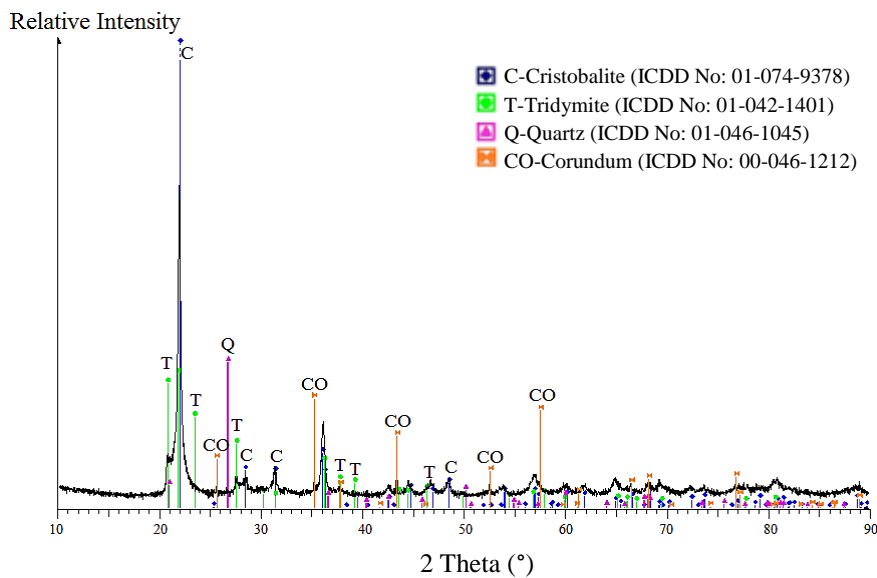 Relative Intensity
C
C-Cristobalite (ICDD No: 01-074-9378)
T-Tridymite (ICDD No: 01-042-1401)
Q-Quartz (ICDD No: 01-046-1045)
CO-Corundum (ICDD No: 00-046-1212)
Q
T
CO
T
CO
T
CO
T
C
C
T
T
T
C
CO
CO
10 20 30 40 50 60 70 80 90
2 Theta (°)